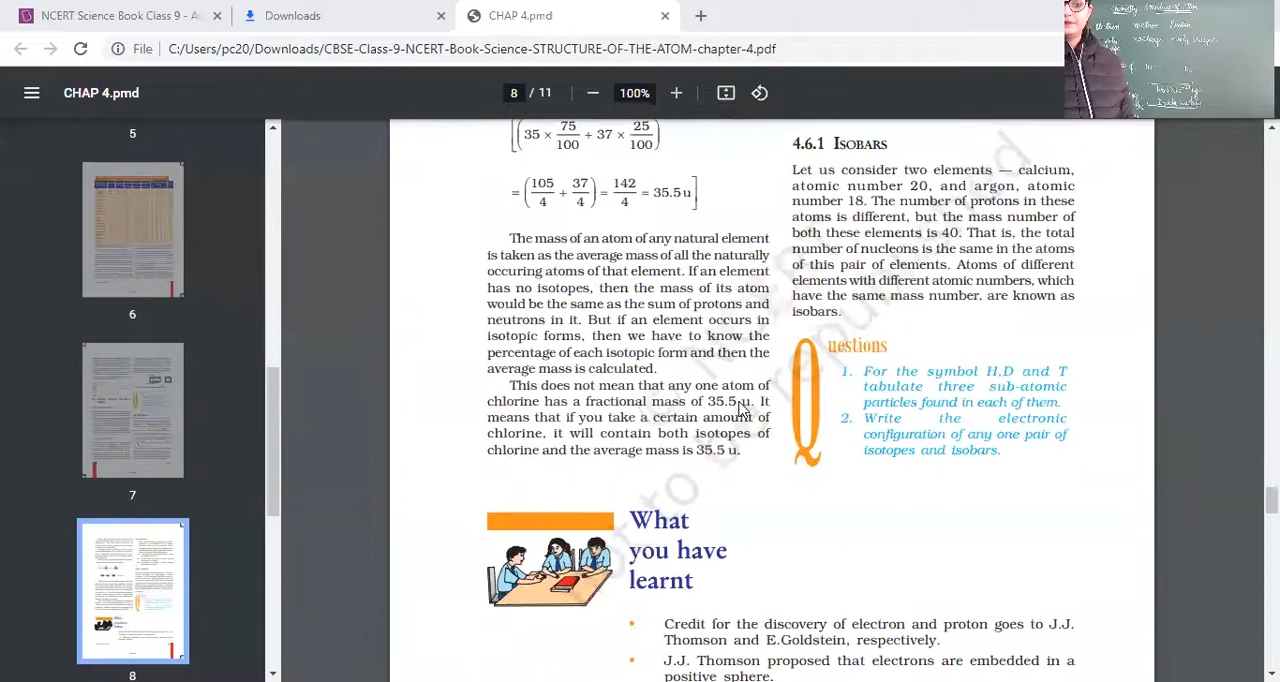 NCERT Science Book Class 9 - A
Downloads
CHAP 4.pmd
File
C:/Users/pc20/Downloads/CBSE-Class-9-NCERT-Book-Science-STRUCTURE-OF-THE-ATOM-chapter-4.pdf
CHAP 4.pmd
8 / 11
100%
5
6
7
8
[(35 × 75/100 + 37 × 25/100)
= (105/4 + 37/4) = 142/4 = 35.5 u]
The mass of an atom of any natural element
is taken as the average mass of all the naturally
occuring atoms of that element. If an element
has no isotopes, then the mass of its atom
would be the same as the sum of protons and
neutrons in it. But if an element occurs in
isotopic forms, then we have to know the
percentage of each isotopic form and then the
average mass is calculated.
This does not mean that any one atom of
chlorine has a fractional mass of 35.5 u. It
means that if you take a certain amount of
chlorine, it will contain both isotopes of
chlorine and the average mass is 35.5 u.
4.6.1 ISOBARS
Let us consider two elements — calcium,
atomic number 20, and argon, atomic
number 18. The number of protons in these
atoms is different, but the mass number of
both these elements is 40. That is, the total
number of nucleons is the same in the atoms
of this pair of elements. Atoms of different
elements with different atomic numbers, which
have the same mass number, are known as
isobars.
Questions
1. For the symbol H,D and T
tabulate three sub-atomic
particles found in each of them.
2. Write the electronic
configuration of any one pair of
isotopes and isobars.
What
you have
learnt
• Credit for the discovery of electron and proton goes to J.J.
Thomson and E.Goldstein, respectively.
• J.J. Thomson proposed that electrons are embedded in a
positive sphere.